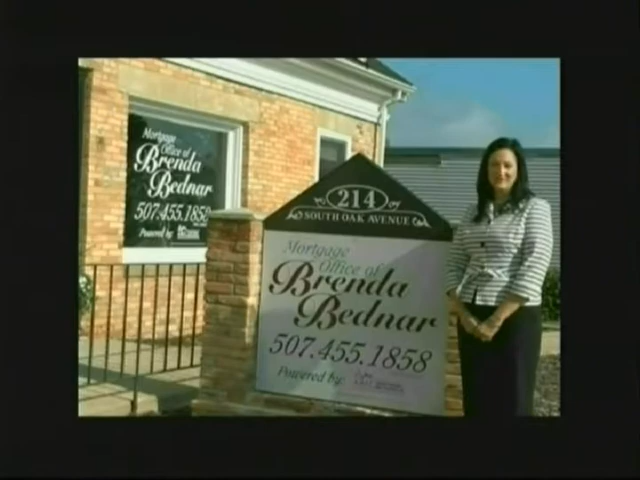 Mortgage
Office of
Brenda
Bednar
507.455.1858
Powered by:
214
SOUTH OAK AVENUE
Mortgage
Office of
Brenda
Bednar
507.455.1858
Powered by: